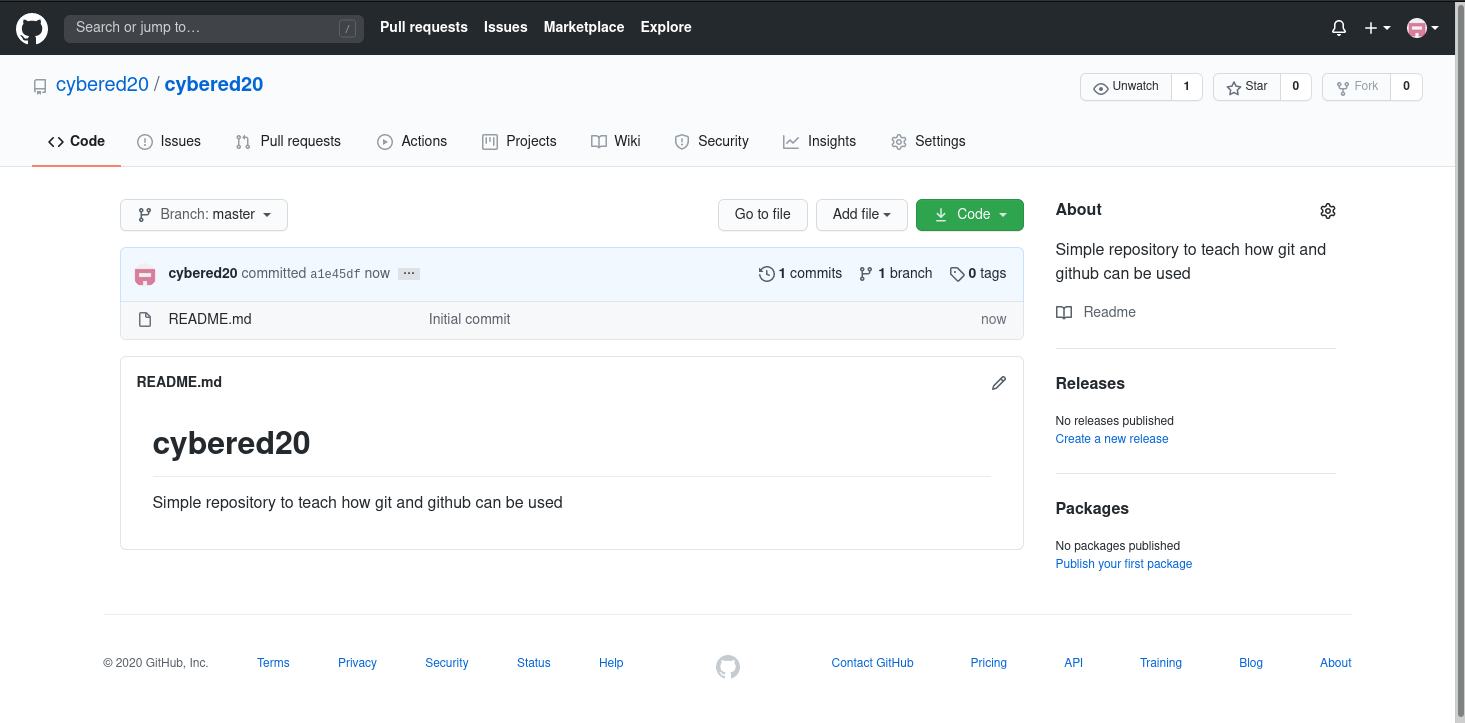 Search or jump to… /
Pull requests Issues Marketplace Explore
cybered20 / cybered20
Unwatch 1 Star 0 Fork 0
Code Issues Pull requests Actions Projects Wiki Security Insights Settings
Branch: master Go to file Add file Code
cybered20 committed a1e45df now ... 1 commits 1 branch 0 tags
README.md Initial commit now
README.md
cybered20
Simple repository to teach how git and github can be used
About
Simple repository to teach how git and
github can be used
Readme
Releases
No releases published
Create a new release
Packages
No packages published
Publish your first package
© 2020 GitHub, Inc. Terms Privacy Security Status Help Contact GitHub Pricing API Training Blog About